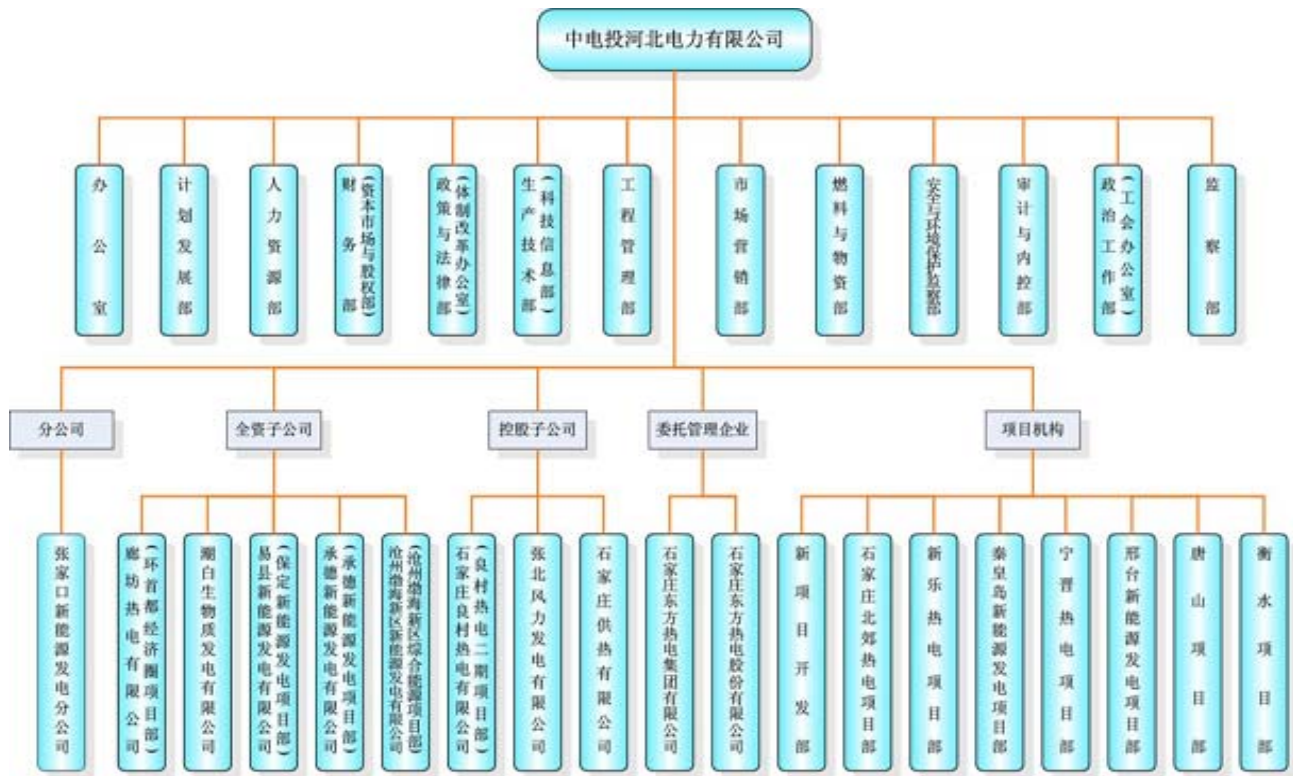 中电投河北电力有限公司
办公室
计划发展部
人力资源部
财务部
(资本市场与股权部)
政策与法律部
(体制改革办公室)
生产技术部
(科技信息部)
工程管理部
市场营销部
燃料与物资部
安全与环境保护监察部
审计与内控部
政治工作部
(工会办公室)
监察部
分公司
全资子公司
控股子公司
委托管理企业
项目机构
张家口新能源发电分公司
廊坊热电有限公司
(环首都经济圈项目部)
潮白生物质发电有限公司
易县新能源发电有限公司
(保定新能源发电项目部)
承德新能源发电有限公司
(承德新能源发电项目部)
沧州渤海新区新能源发电有限公司
(沧州渤海新区综合能源项目部)
石家庄良村热电有限公司
(良村热电二期项目部)
张北风力发电有限公司
石家庄供热有限公司
石家庄东方热电集团有限公司
石家庄东方热电股份有限公司
新项目开发部
石家庄北郊热电项目部
新乐热电项目部
秦皇岛新能源发电项目部
宁晋热电项目部
邢台新能源发电项目部
唐山项目部
衡水项目部